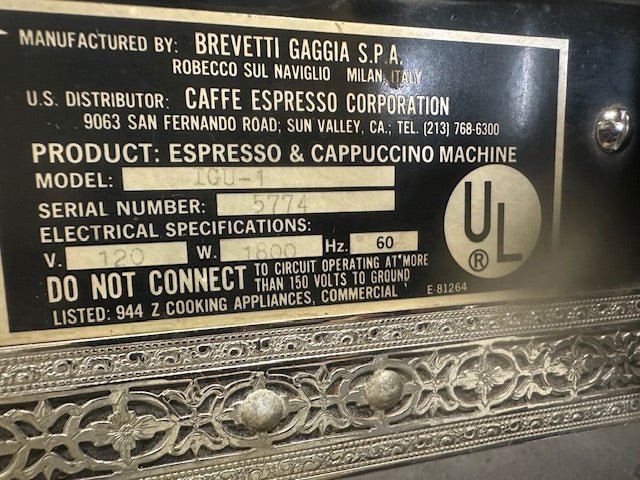 MANUFACTURED BY: BREVETTI GAGGIA S.P.A.
ROBECCO SUL NAVIGLIO MILAN, ITALY
U.S. DISTRIBUTOR: CAFFE ESPRESSO CORPORATION
9063 SAN FERNANDO ROAD; SUN VALLEY, CA.; TEL. (213) 768-6300
PRODUCT: ESPRESSO & CAPPUCCINO MACHINE
MODEL: IGU-1
SERIAL NUMBER: 5774
ELECTRICAL SPECIFICATIONS:
V. 120 W. 1800 Hz. 60
DO NOT CONNECT TO CIRCUIT OPERATING AT MORE
THAN 150 VOLTS TO GROUND
LISTED: 944 Z COOKING APPLIANCES, COMMERCIAL
E-81264
UL
®